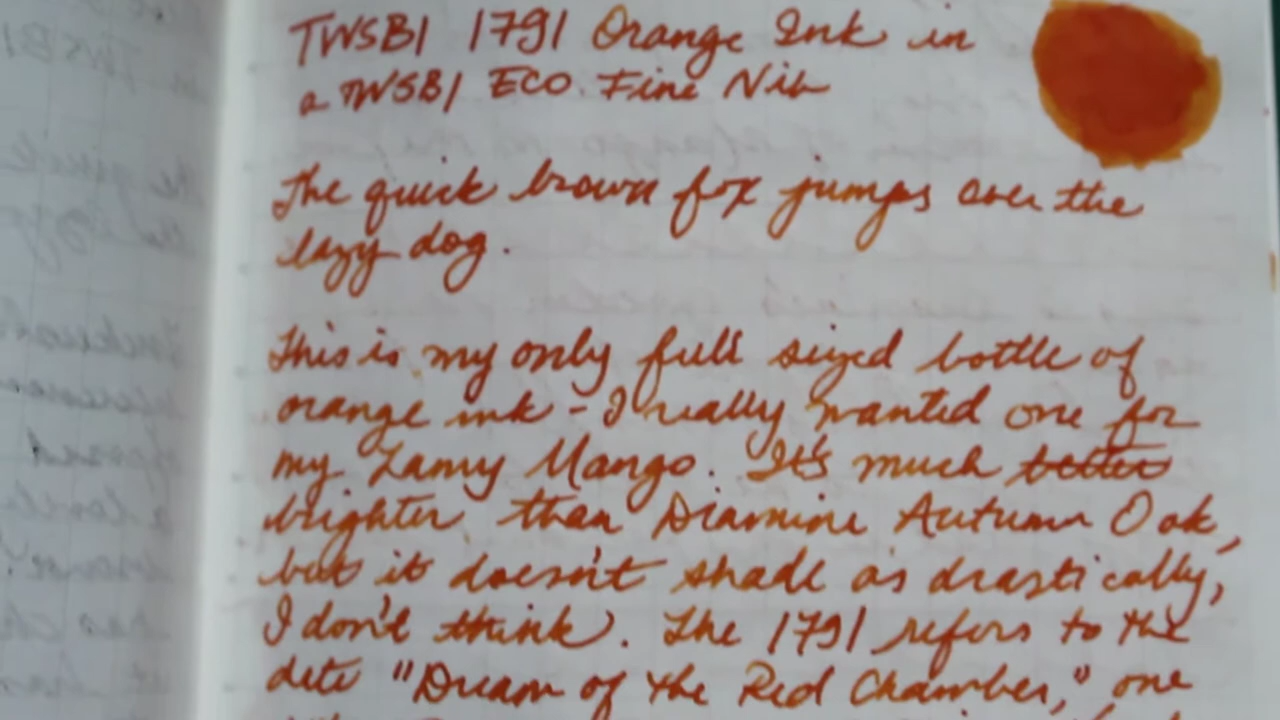 TWSBI 1791 Orange Ink in
a TWSBI ECO Fine Nib
The quick brown fox jumps over the
lazy dog.
This is my only full sized bottle of
orange ink - I really wanted one for
my Lamy Mango. It's much better
brighter than Diamine Autumn Oak,
but it doesn't shade as drastically,
I don't think. The 1791 refers to the
date "Dream of the Red Chamber," one